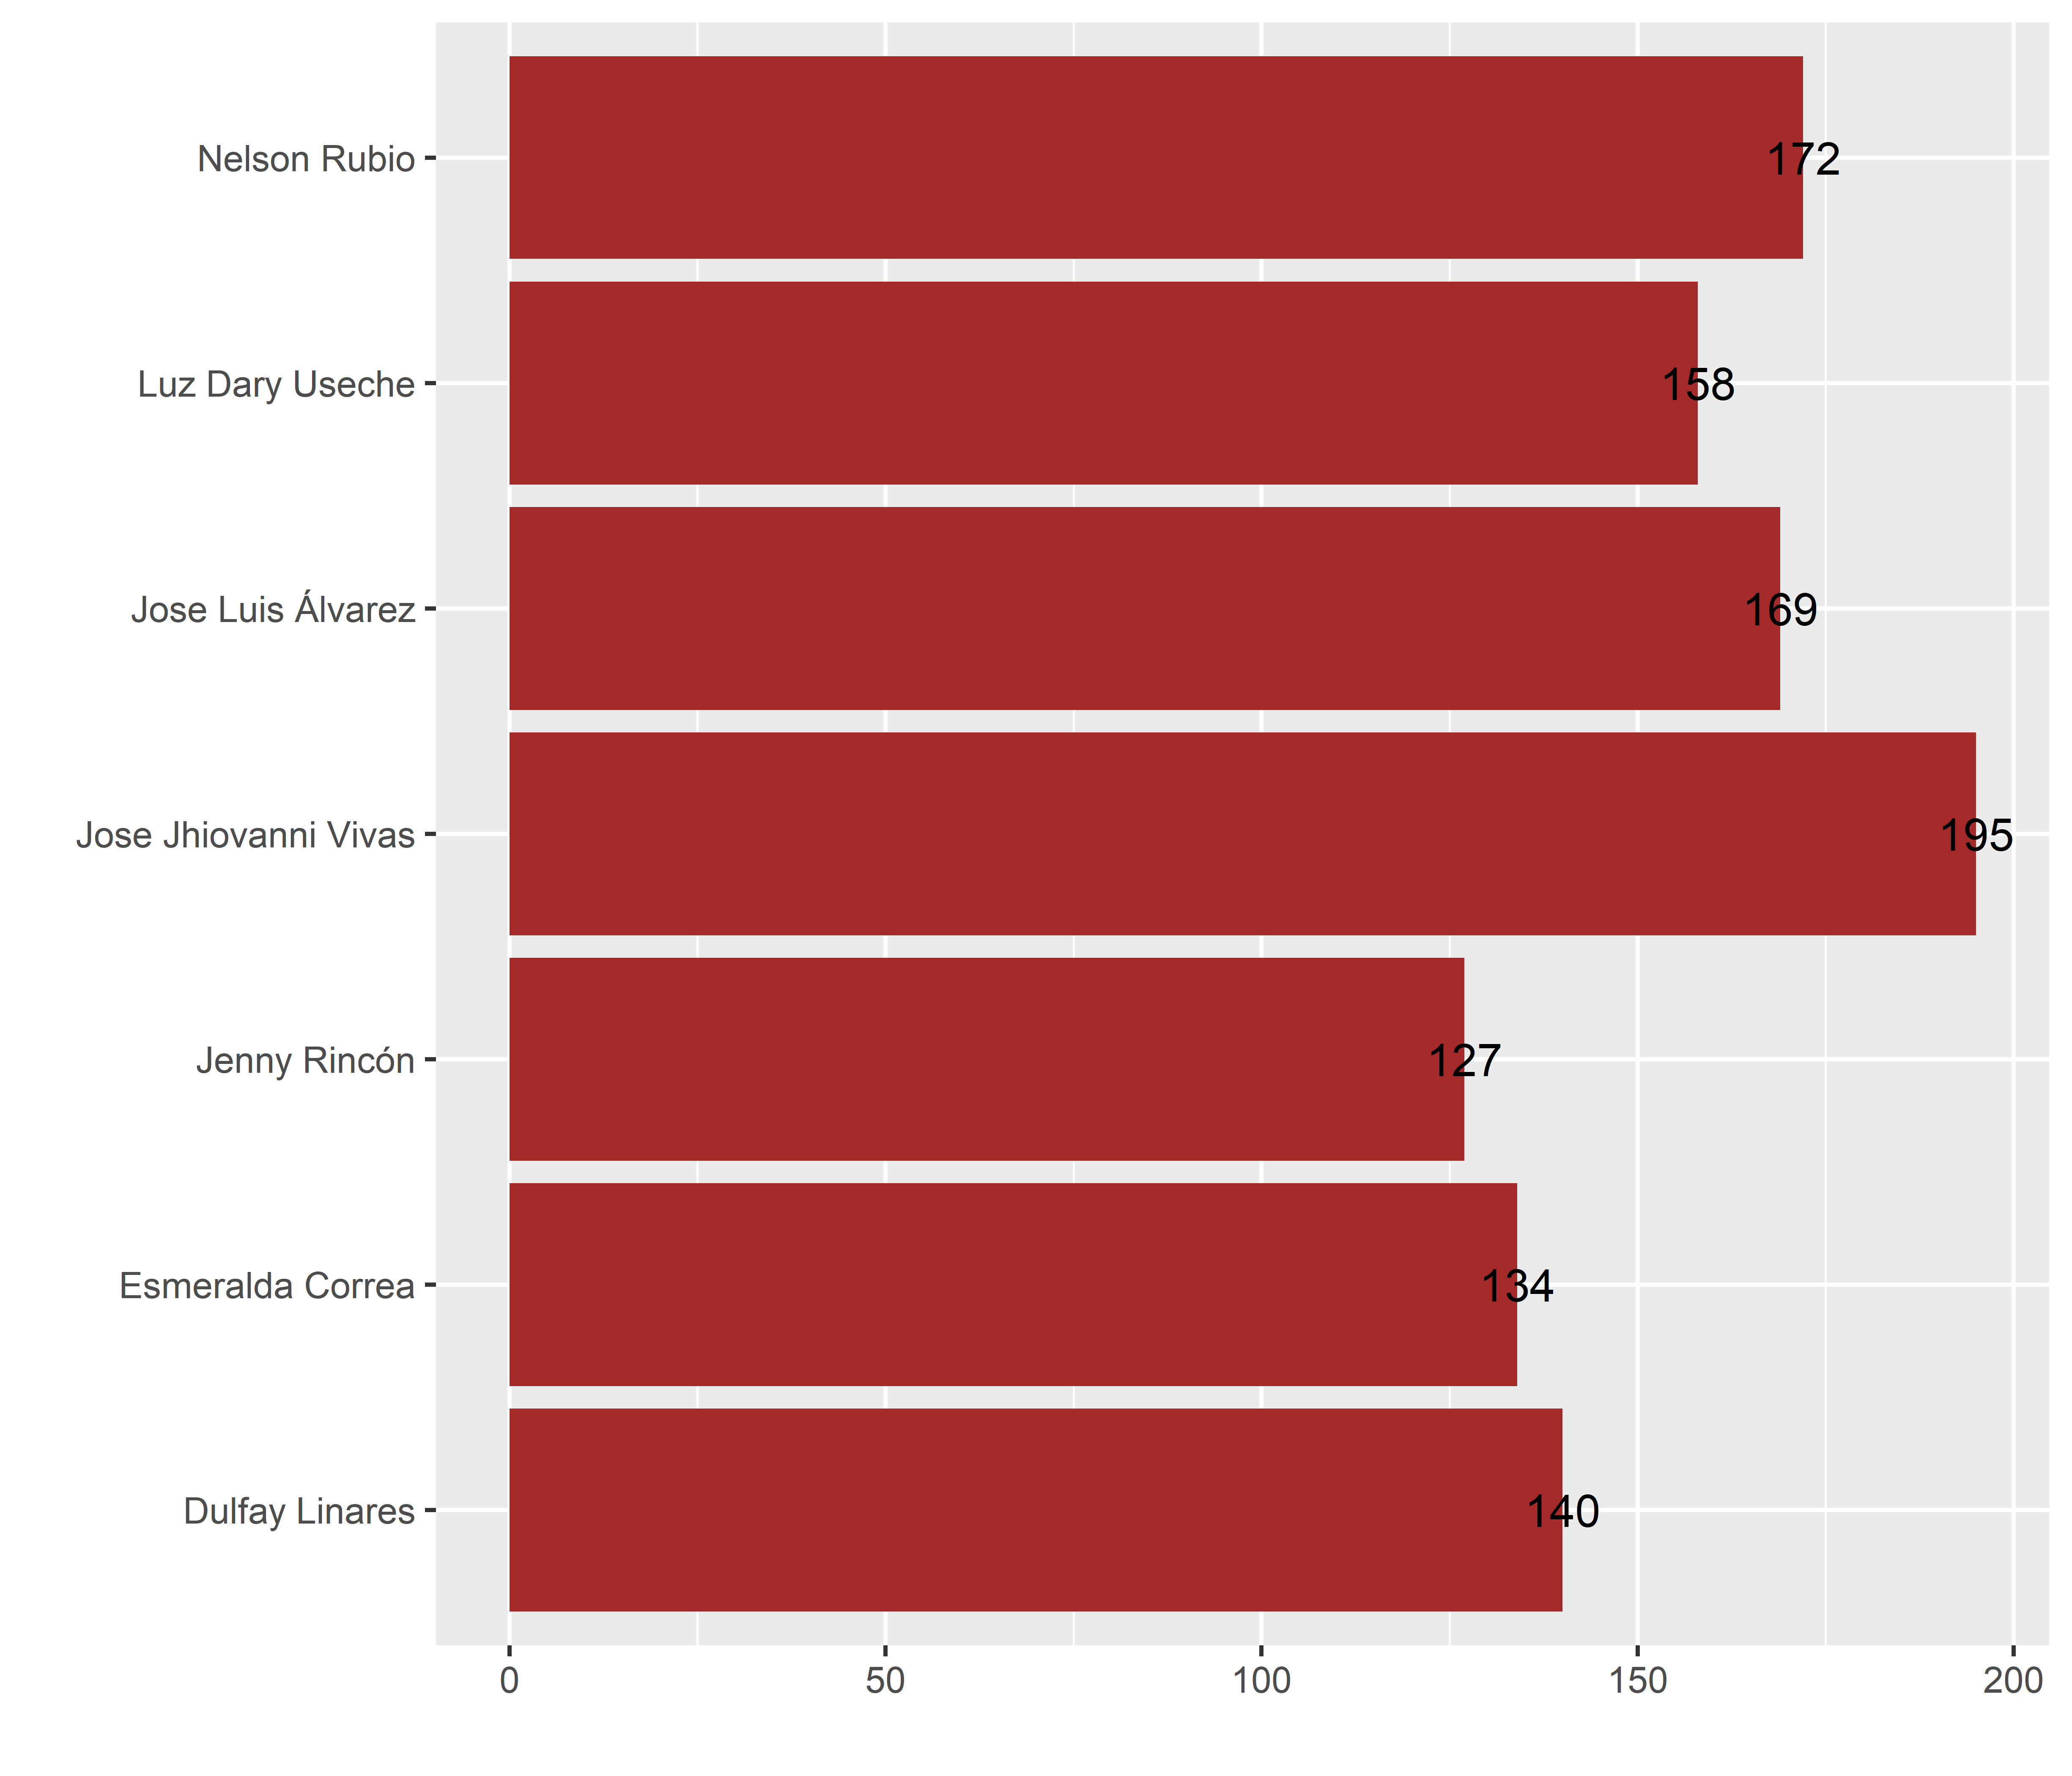 Nelson Rubio 172
Luz Dary Useche 158
Jose Luis Álvarez 169
Jose Jhiovanni Vivas 195
Jenny Rincón 127
Esmeralda Correa 134
Dulfay Linares 140
0 50 100 150 200